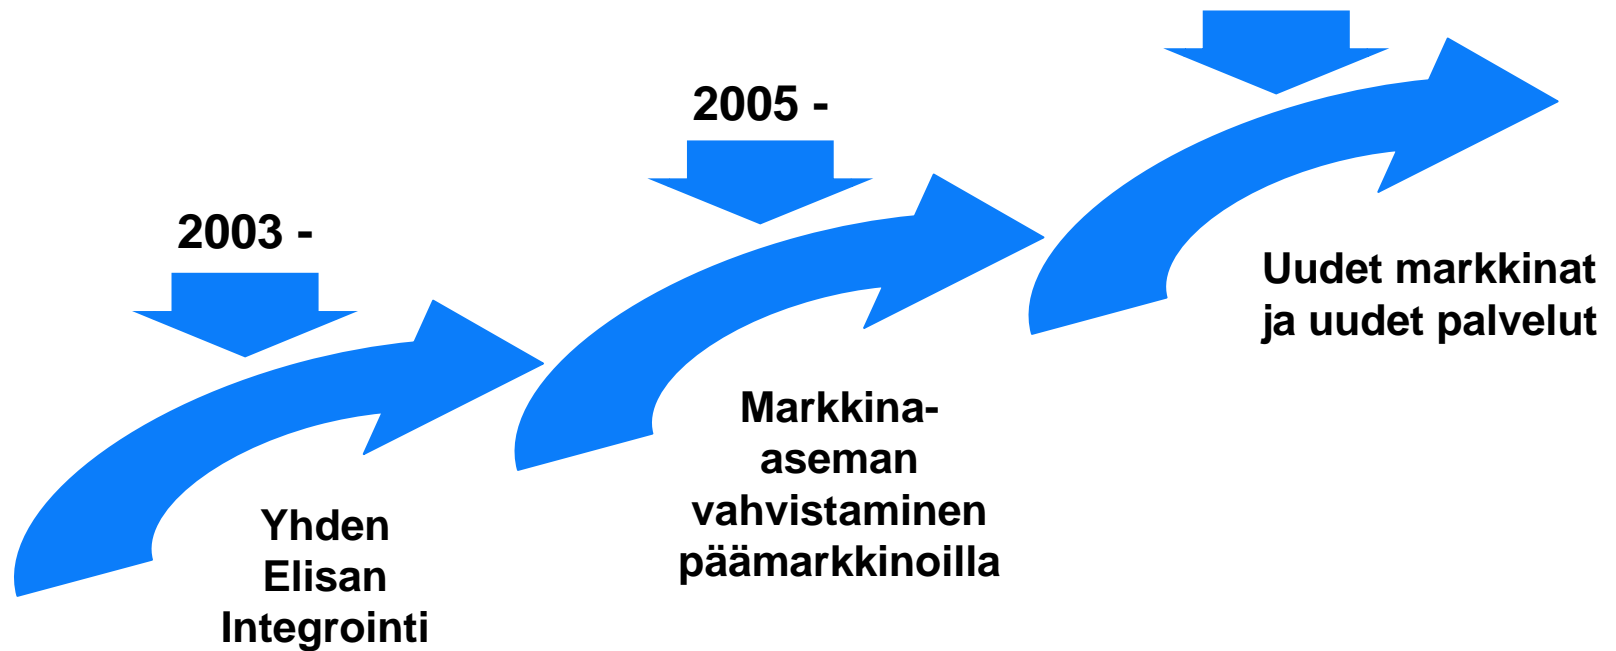 2003 -
Yhden
Elisan
Integrointi
2005 -
Markkina-
aseman
vahvistaminen
päämarkkinoilla
Uudet markkinat
ja uudet palvelut